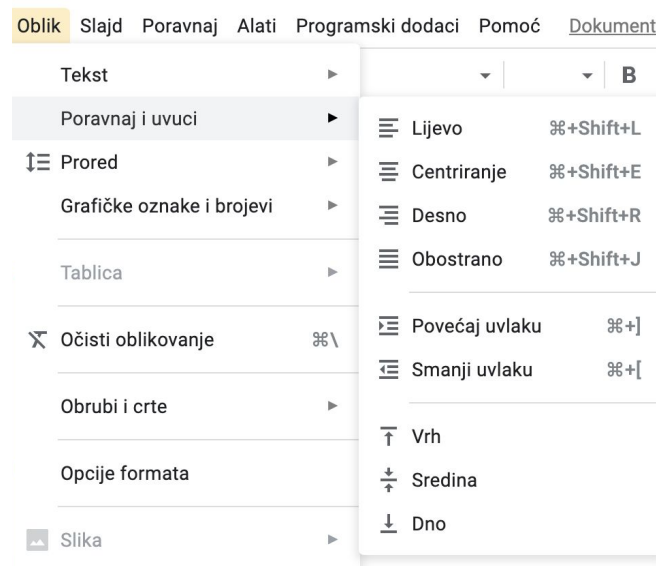 Oblik Slajd Poravnaj Alati Programski dodaci Pomoć Dokument
B
Tekst
Poravnaj i uvuci
Prored
Grafičke oznake i brojevi
Tablica
Očisti oblikovanje ⌘\
Obrubi i crte
Opcije formata
Slika
Lijevo ⌘+Shift+L
Centriranje ⌘+Shift+E
Desno ⌘+Shift+R
Obostrano ⌘+Shift+J
Povećaj uvlaku ⌘+]
Smanji uvlaku ⌘+[
Vrh
Sredina
Dno